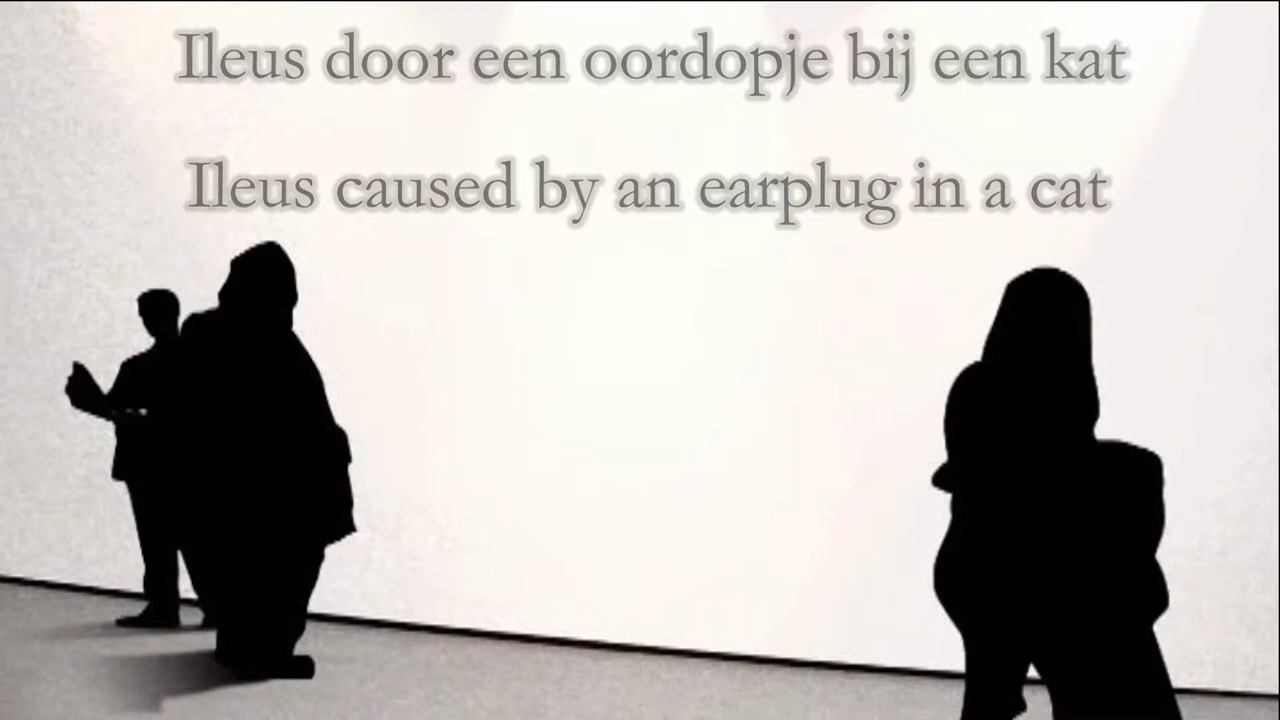 Ileus door een oordopje bij een kat
Ileus caused by an earplug in a cat